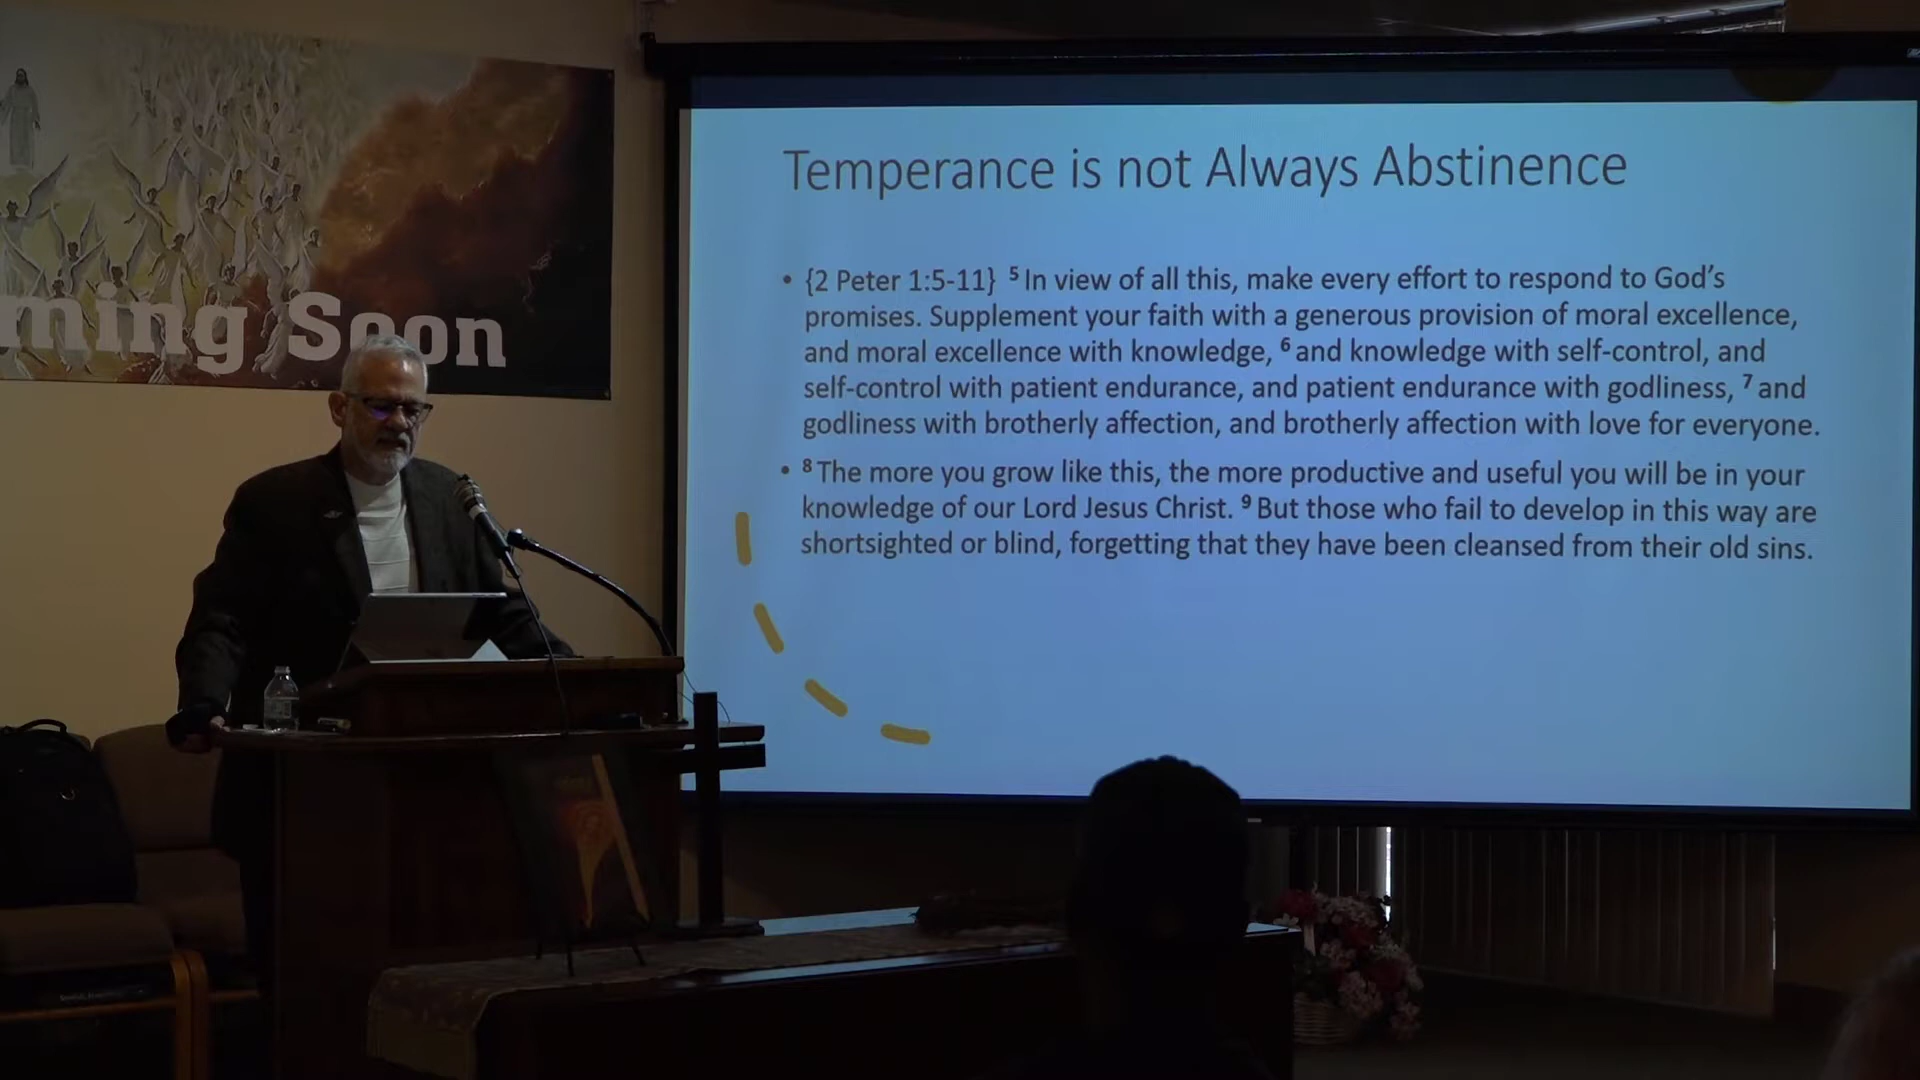 ming Soon
Temperance is not Always Abstinence
• {2 Peter 1:5-11} ⁵ In view of all this, make every effort to respond to God’s
promises. Supplement your faith with a generous provision of moral excellence,
and moral excellence with knowledge, ⁶ and knowledge with self-control, and
self-control with patient endurance, and patient endurance with godliness, ⁷ and
godliness with brotherly affection, and brotherly affection with love for everyone.
• ⁸ The more you grow like this, the more productive and useful you will be in your
knowledge of our Lord Jesus Christ. ⁹ But those who fail to develop in this way are
shortsighted or blind, forgetting that they have been cleansed from their old sins.